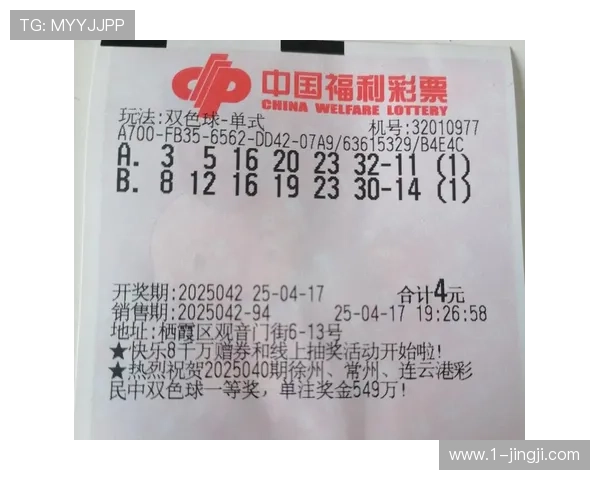 TG: MYYJJPP
中国福利彩票
CHINA WELFARE LOTTERY
玩法:双色球-单式 机号:32010977
A700-FB35-6562-DD42-07A9/63615329/B4E4C
A. 3 5 16 20 23 32-11 (1)
B. 8 12 16 19 23 30-14 (1)
开奖期:2025042 25-04-17 合计4元
销售期:2025042-94 25-04-17 19:26:58
地址:栖霞区观音门街6-13号
★快乐8千万赠券和线上抽奖活动开始啦!
★热烈祝贺2025040期徐州、常州、连云港彩
民中双色球一等奖,单注奖金549万!
www.1-jingji.com